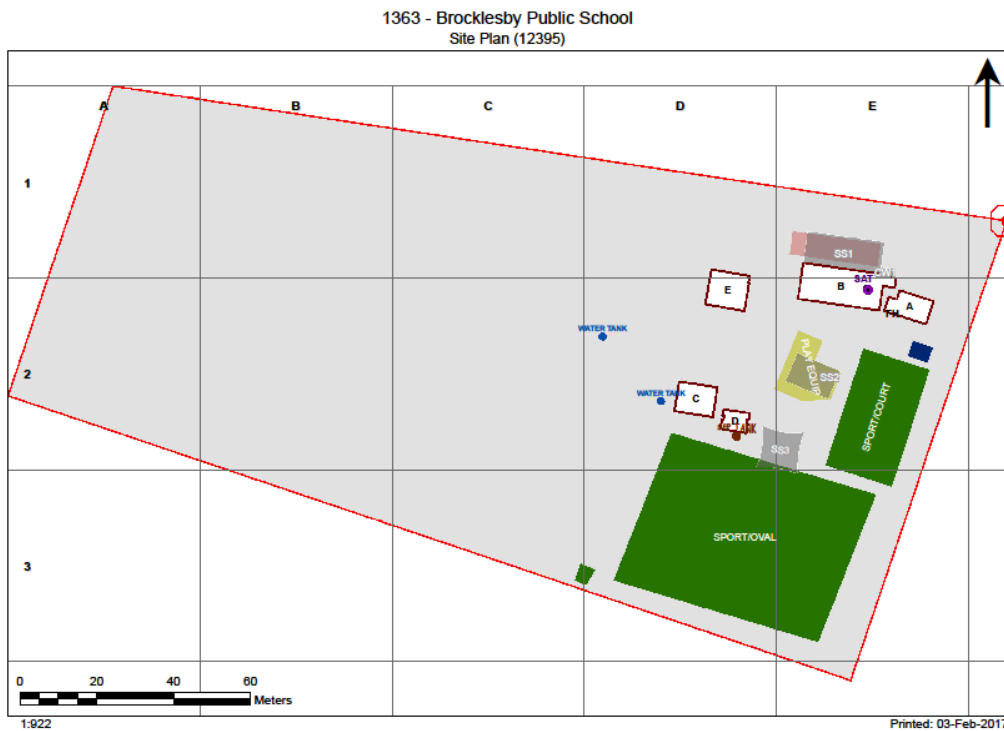 1363 - Brocklesby Public School
Site Plan (12395)
A B C D E
1
SS1
CW1
SAT
B
E
A
TH
WATER TANK
PLAY EQUIP
SS2
2
WATER TANK
C
D
SPORT/COURT
SS3
SPORT/OVAL
3
0 20 40 60
Meters
1:922
Printed: 03-Feb-2017